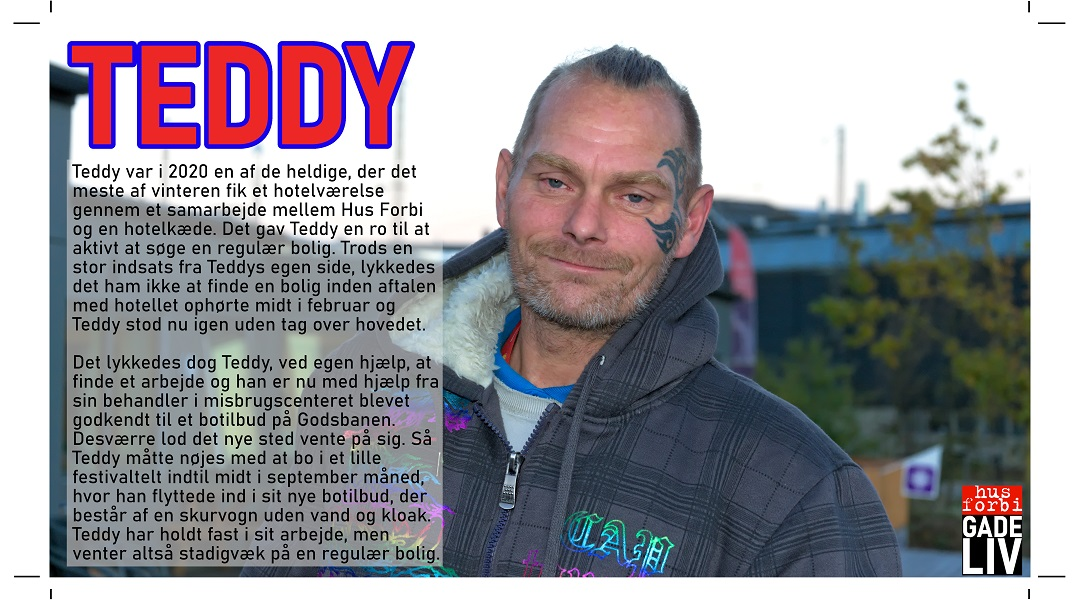 TEDDY
Teddy var i 2020 en af de heldige, der det
meste af vinteren fik et hotelværelse
gennem et samarbejde mellem Hus Forbi
og en hotelkæde. Det gav Teddy en ro til at
aktivt at søge en regulær bolig. Trods en
stor indsats fra Teddys egen side, lykkedes
det ham ikke at finde en bolig inden aftalen
med hotellet ophørte midt i februar og
Teddy stod nu igen uden tag over hovedet.
Det lykkedes dog Teddy, ved egen hjælp, at
finde et arbejde og han er nu med hjælp fra
sin behandler i misbrugscenteret blevet
godkendt til et botilbud på Godsbanen.
Desværre lod det nye sted vente på sig. Så
Teddy måtte nøjes med at bo i et lille
festivaltelt indtil midt i september måned,
hvor han flyttede ind i sit nye botilbud, der
består af en skurvogn uden vand og kloak.
Teddy har holdt fast i sit arbejde, men
venter altså stadigvæk på en regulær bolig.
hus
forbi
GADE
LIV